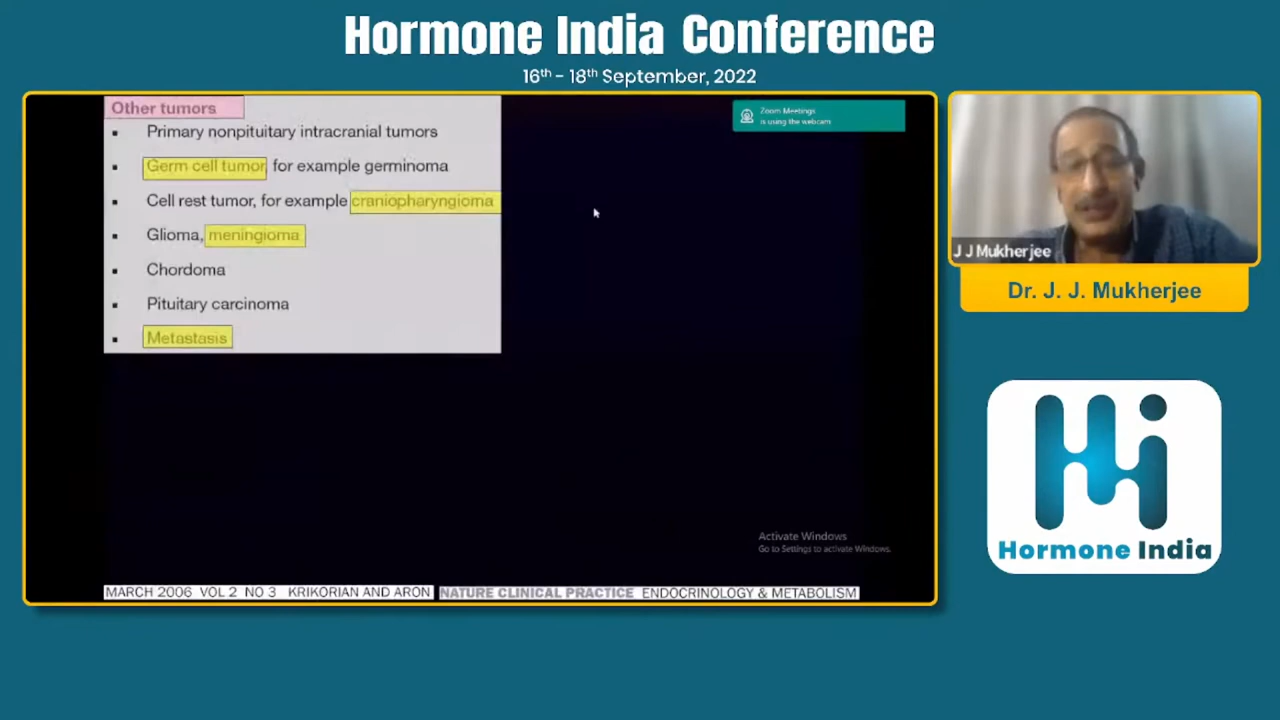 Hormone India Conference
16th - 18th September, 2022
Other tumors
Primary nonpituitary intracranial tumors
Germ cell tumor, for example germinoma
Cell rest tumor, for example craniopharyngioma
Glioma, meningioma
Chordoma
Pituitary carcinoma
Metastasis
Zoom Meetings
is using the webcam
J J Mukherjee
Dr. J. J. Mukherjee
Hi
Hormone India
Activate Windows
Go to Settings to activate Windows.
MARCH 2006 VOL 2 NO 3 KRIKORIAN AND ARON NATURE CLINICAL PRACTICE ENDOCRINOLOGY & METABOLISM